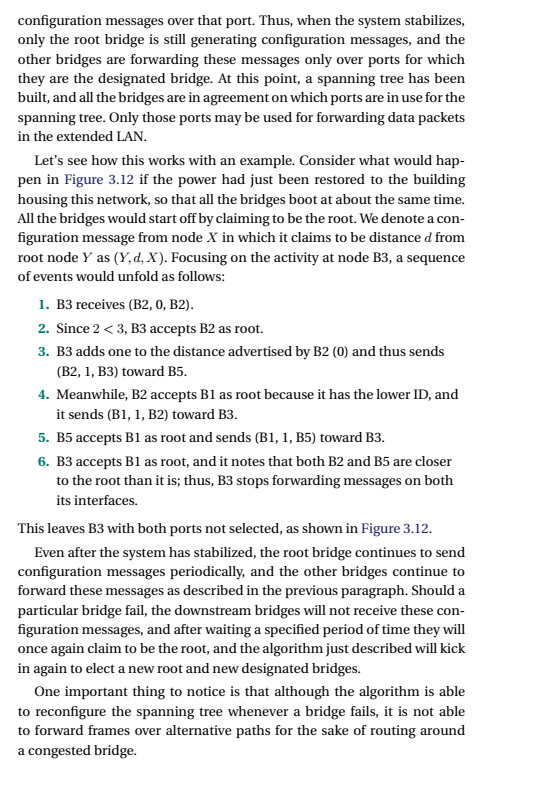 configuration messages over that port. Thus, when the system stabilizes,
only the root bridge is still generating configuration messages, and the
other bridges are forwarding these messages only over ports for which
they are the designated bridge. At this point, a spanning tree has been
built, and all the bridges are in agreement on which ports are in use for the
spanning tree. Only those ports may be used for forwarding data packets
in the extended LAN.
Let's see how this works with an example. Consider what would hap-
pen in Figure 3.12 if the power had just been restored to the building
housing this network, so that all the bridges boot at about the same time.
All the bridges would start off by claiming to be the root. We denote a con-
figuration message from node X in which it claims to be distance d from
root node Y as (Y, d, X). Focusing on the activity at node B3, a sequence
of events would unfold as follows:
1. B3 receives (B2, 0, B2).
2. Since 2 < 3, B3 accepts B2 as root.
3. B3 adds one to the distance advertised by B2 (0) and thus sends
(B2, 1, B3) toward B5.
4. Meanwhile, B2 accepts B1 as root because it has the lower ID, and
it sends (B1, 1, B2) toward B3.
5. B5 accepts B1 as root and sends (B1, 1, B5) toward B3.
6. B3 accepts B1 as root, and it notes that both B2 and B5 are closer
to the root than it is; thus, B3 stops forwarding messages on both
its interfaces.
This leaves B3 with both ports not selected, as shown in Figure 3.12.
Even after the system has stabilized, the root bridge continues to send
configuration messages periodically, and the other bridges continue to
forward these messages as described in the previous paragraph. Should a
particular bridge fail, the downstream bridges will not receive these con-
figuration messages, and after waiting a specified period of time they will
once again claim to be the root, and the algorithm just described will kick
in again to elect a new root and new designated bridges.
One important thing to notice is that although the algorithm is able
to reconfigure the spanning tree whenever a bridge fails, it is not able
to forward frames over alternative paths for the sake of routing around
a congested bridge.